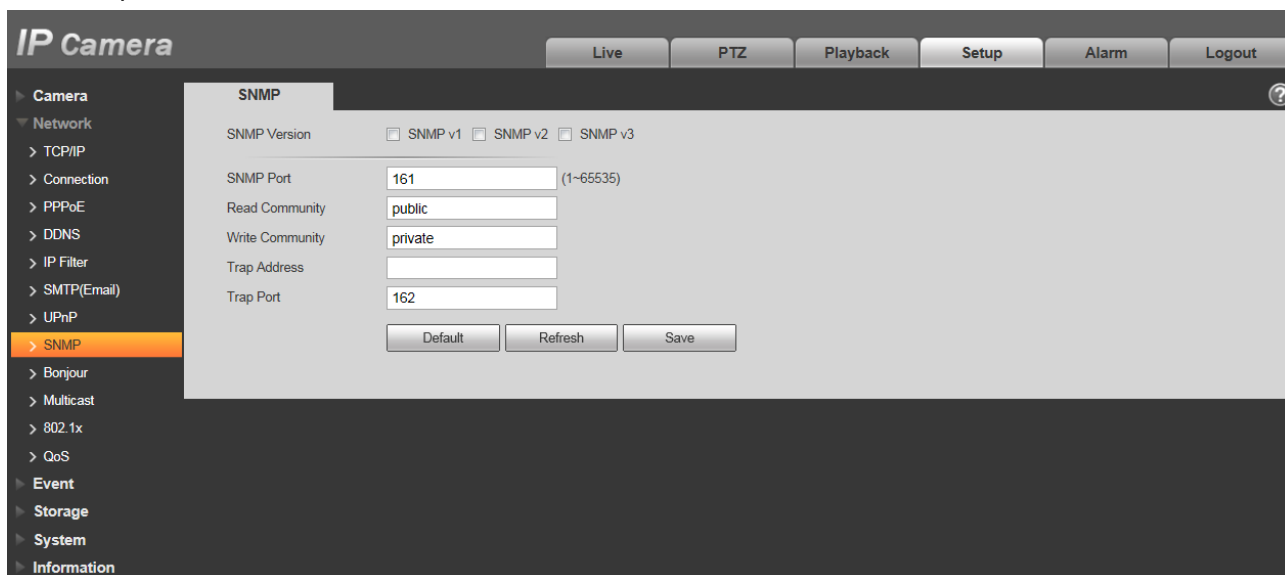 IP Camera
Live PTZ Playback Setup Alarm Logout
Camera
Network
TCP/IP
Connection
PPPoE
DDNS
IP Filter
SMTP(Email)
UPnP
SNMP
Bonjour
Multicast
802.1x
QoS
Event
Storage
System
Information
SNMP
?
SNMP Version SNMP v1 SNMP v2 SNMP v3
SNMP Port 161 (1~65535)
Read Community public
Write Community private
Trap Address
Trap Port 162
Default Refresh Save